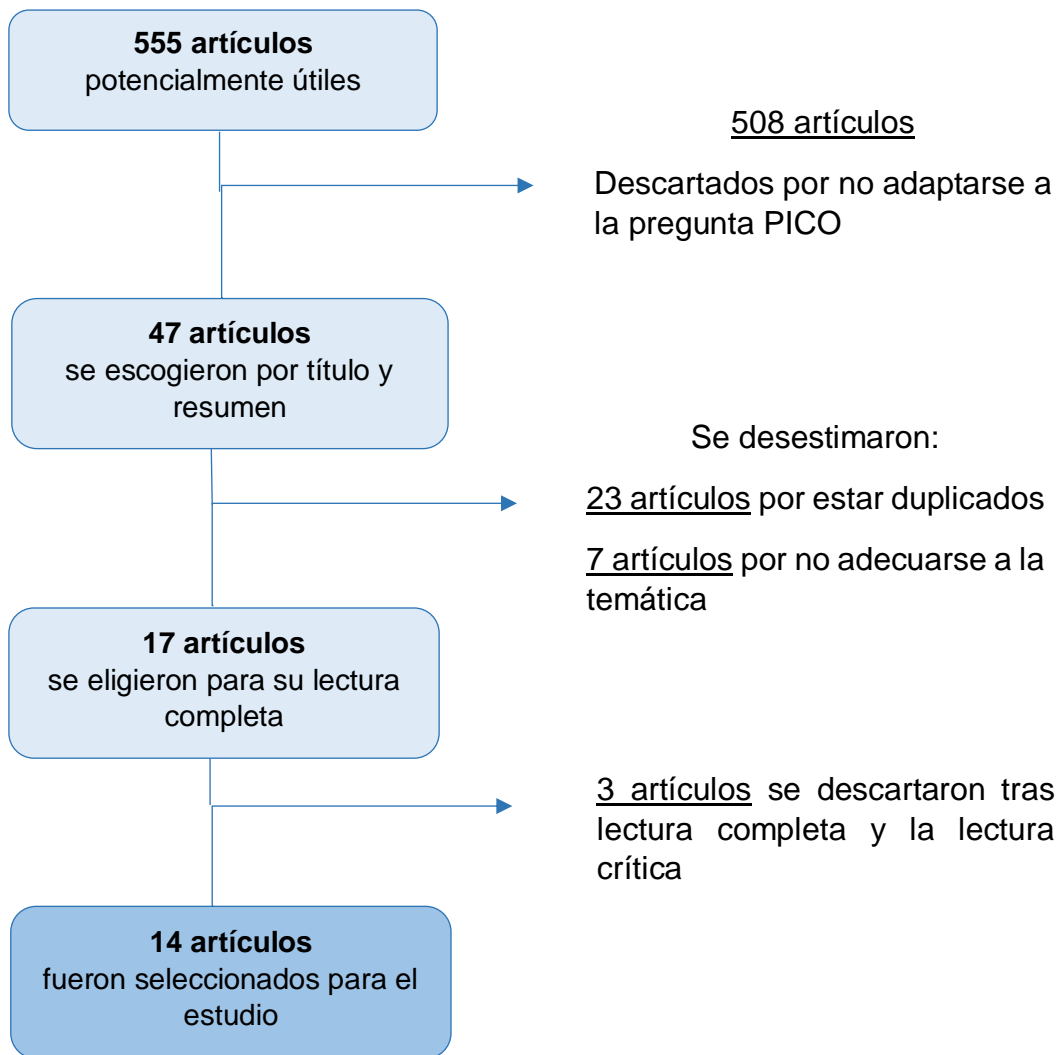 555 artículos
potencialmente útiles
508 artículos
Descartados por no adaptarse a
la pregunta PICO
47 artículos
se escogieron por título y
resumen
Se desestimaron:
23 artículos por estar duplicados
7 artículos por no adecuarse a la
temática
17 artículos
se eligieron para su lectura
completa
3 artículos se descartaron tras
lectura completa y la lectura
crítica
14 artículos
fueron seleccionados para el
estudio